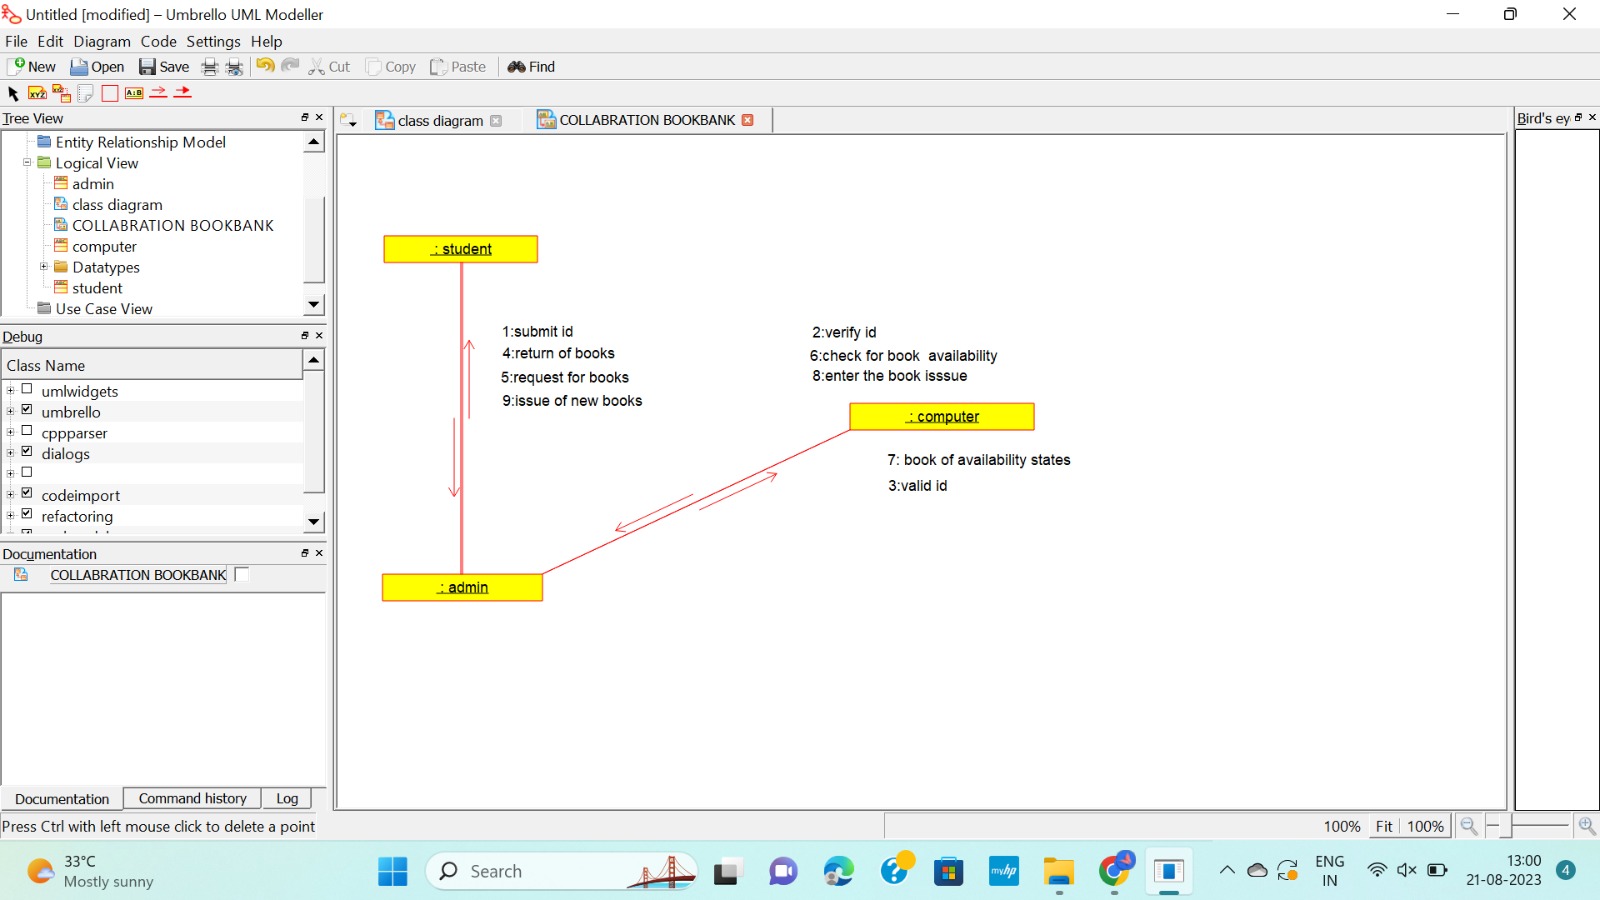 Untitled [modified] – Umbrello UML Modeller
File Edit Diagram Code Settings Help
New Open Save Cut Copy Paste Find
XYZ A:B
Tree View
Entity Relationship Model
Logical View
admin
class diagram
COLLABRATION BOOKBANK
computer
Datatypes
student
Use Case View
Debug
Class Name
umlwidgets
umbrello
cppparser
dialogs
codeimport
refactoring
Documentation
COLLABRATION BOOKBANK
Documentation Command history Log
Press Ctrl with left mouse click to delete a point
class diagram COLLABRATION BOOKBANK
Bird's ey
: student
1:submit id
4:return of books
5:request for books
9:issue of new books
2:verify id
6:check for book availability
8:enter the book isssue
: computer
7: book of availability states
3:valid id
: admin
100% Fit 100%
33°C
Mostly sunny
Search
myhp
ENG
IN
13:00
21-08-2023
4